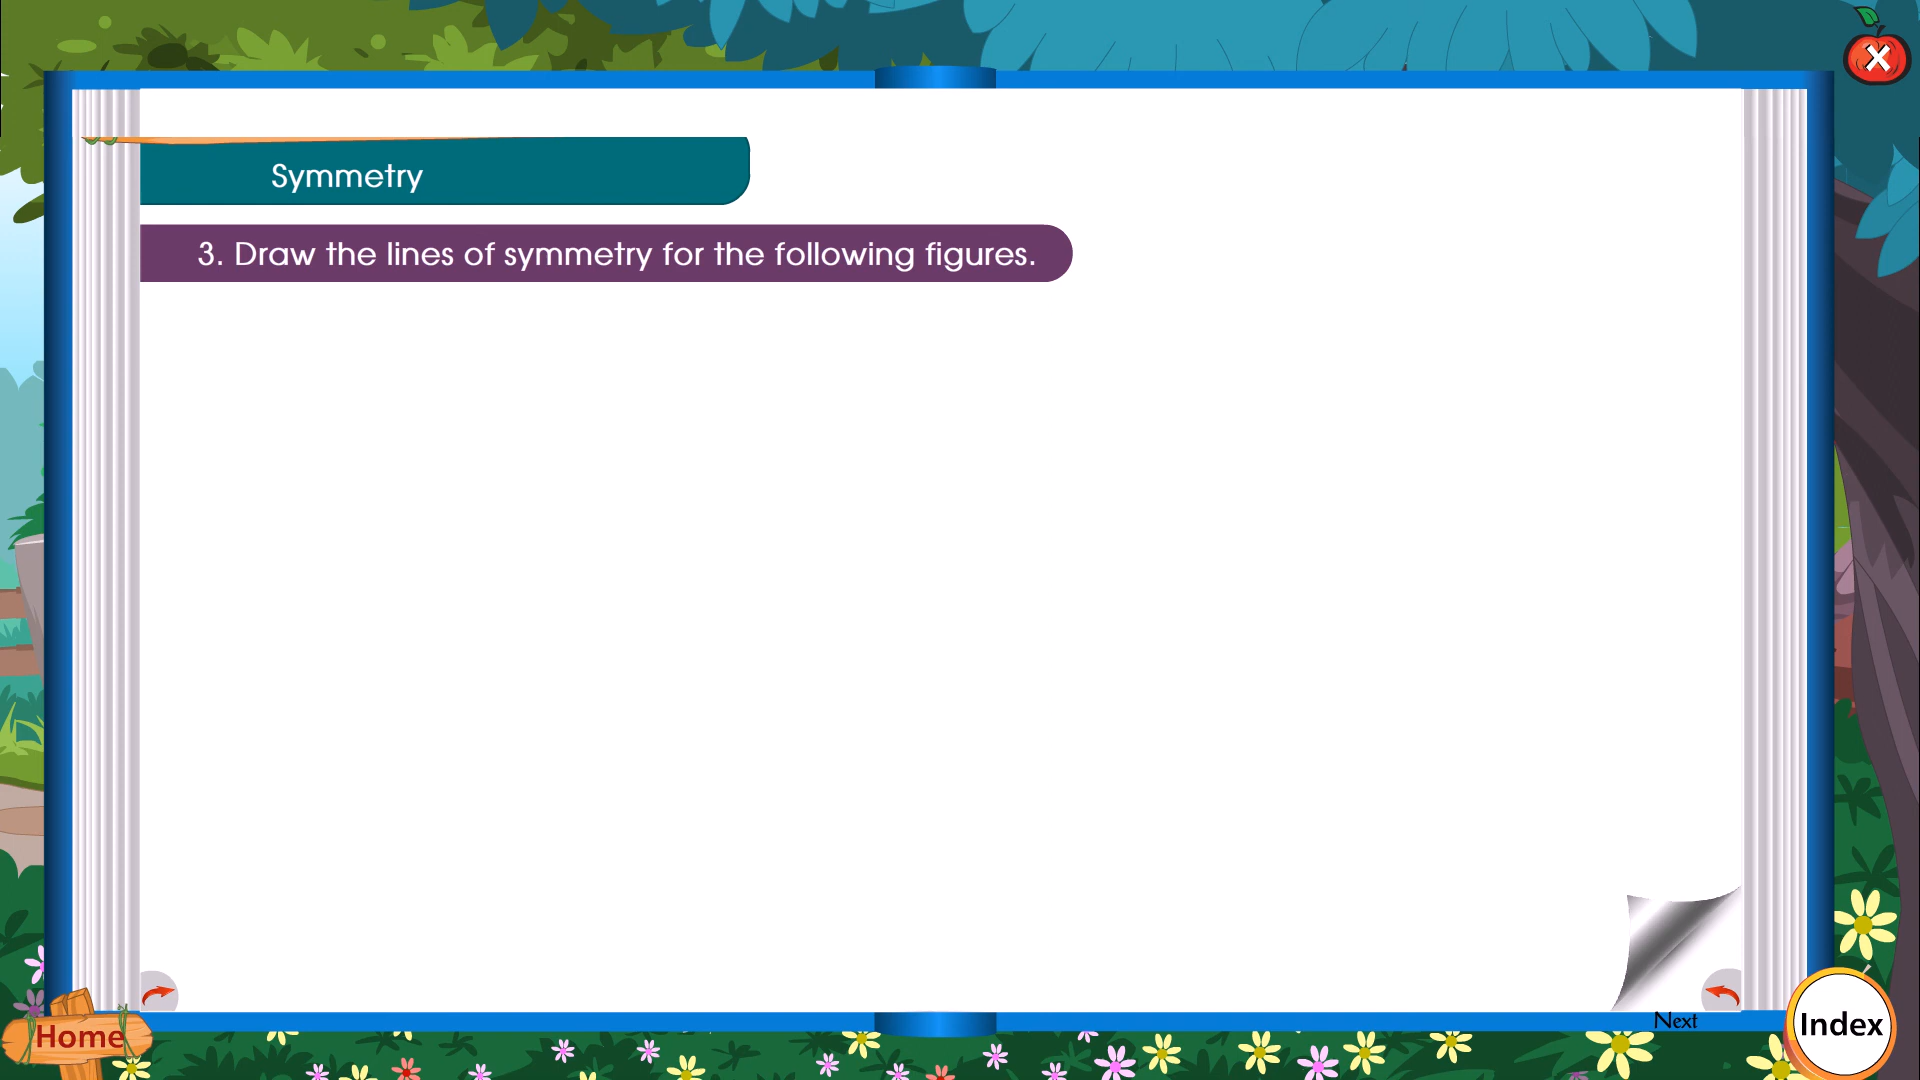 Symmetry
3. Draw the lines of symmetry for the following figures.
Next
Home
Index